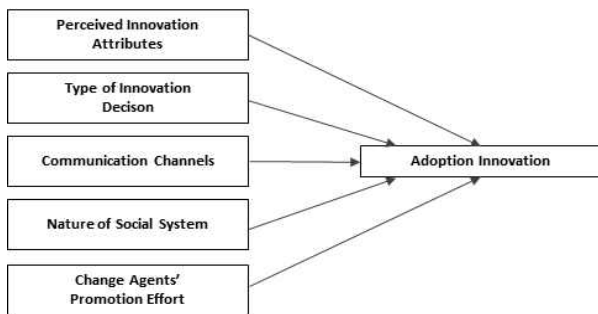 Perceived Innovation
Attributes
Type of Innovation
Decison
Communication Channels
Adoption Innovation
Nature of Social System
Change Agents'
Promotion Effort